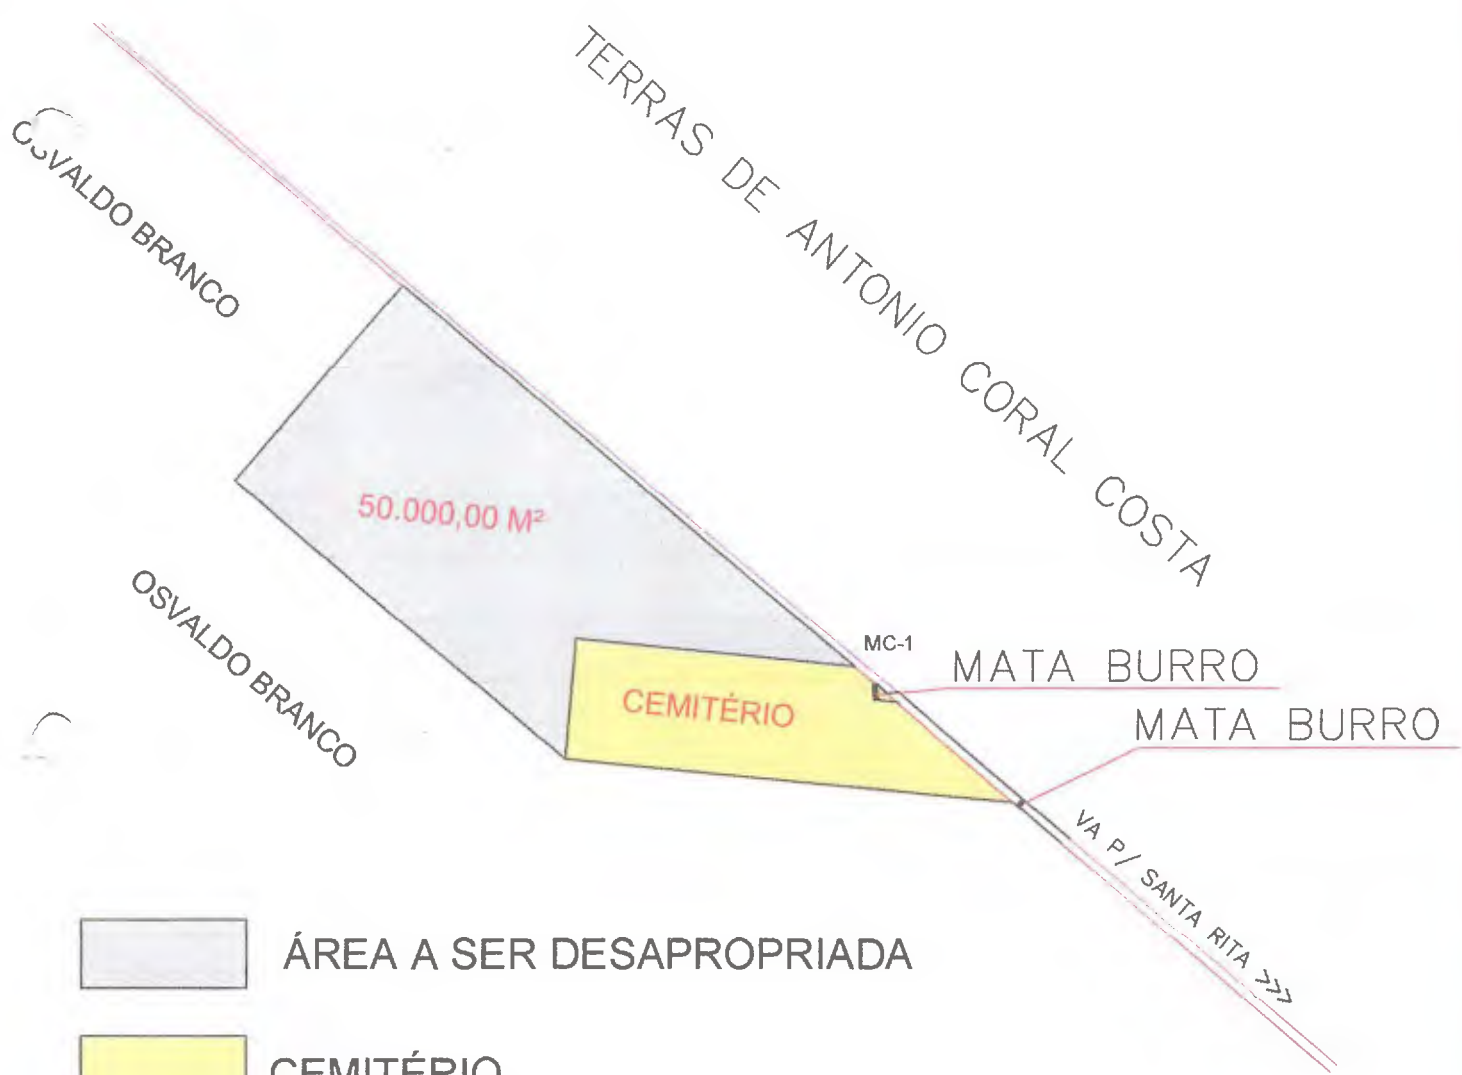 TERRAS DE ANTONIO CORAL COSTA
OSVALDO BRANCO
50.000,00 M²
OSVALDO BRANCO
MC-1
MATA BURRO
CEMITÉRIO
MATA BURRO
VA P/ SANTA RITA >>>
ÁREA A SER DESAPROPRIADA
CEMITÉRIO